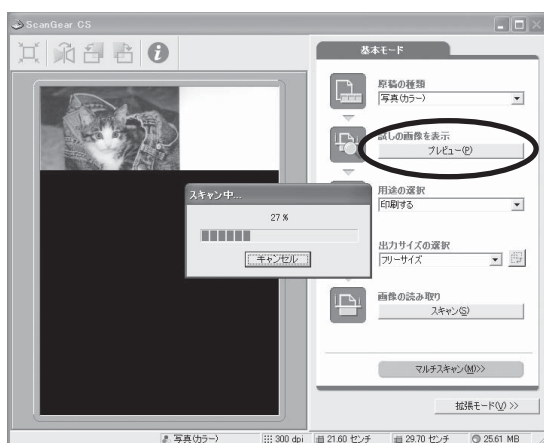 ScanGear CS
基本モード
原稿の種類
写真(カラー)
試しの画像を表示
プレビュー(P)
用途の選択
印刷する
出力サイズの選択
フリーサイズ
画像の読み取り
スキャン(S)
マルチスキャン(M)>>
拡張モード(V) >>
スキャン中...
27 %
キャンセル
写真(カラー)
300 dpi
21.60 センチ
29.70 センチ
25.61 MB